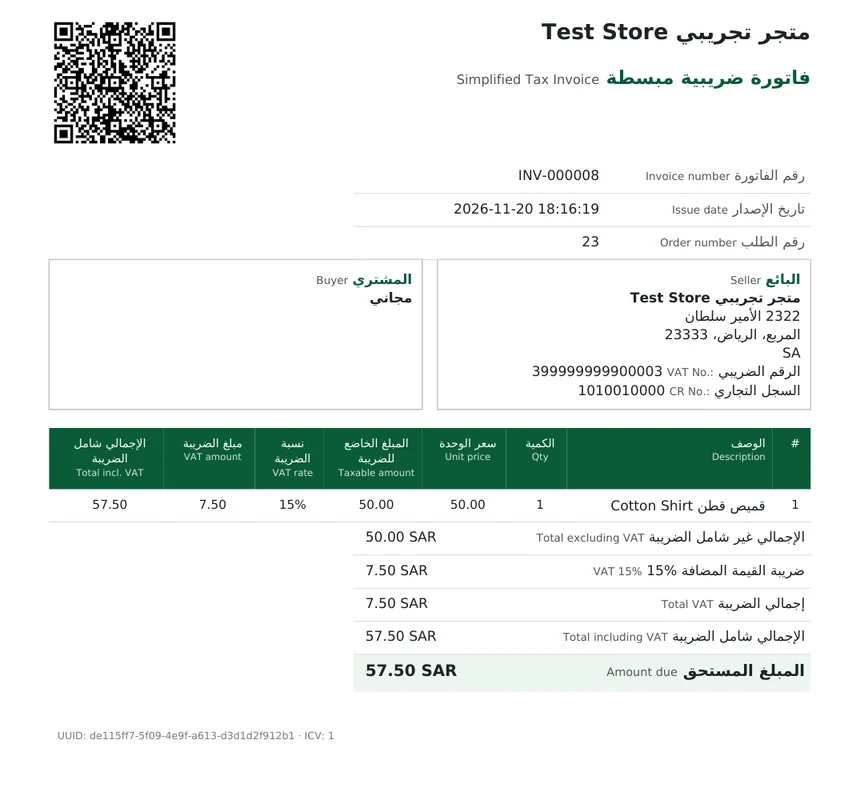 متجر تجريبي Test Store
فاتورة ضريبية مبسطة Simplified Tax Invoice
رقم الفاتورة Invoice number INV-000008
تاريخ الإصدار Issue date 2026-11-20 18:16:19
رقم الطلب Order number 23
البائع Seller
متجر تجريبي Test Store
2322 الأمير سلطان
المربع، الرياض، 23333
SA
الرقم الضريبي VAT No.: 399999999900003
السجل التجاري CR No.: 1010010000
المشتري Buyer
مجاني
# الوصف Description الكمية Qty سعر الوحدة Unit price المبلغ الخاضع للضريبة Taxable amount نسبة الضريبة VAT rate مبلغ الضريبة VAT amount الإجمالي شامل الضريبة Total incl. VAT
1 قميص قطن Cotton Shirt 1 50.00 50.00 15% 7.50 57.50
الإجمالي غير شامل الضريبة Total excluding VAT 50.00 SAR
ضريبة القيمة المضافة 15% VAT 15% 7.50 SAR
إجمالي الضريبة Total VAT 7.50 SAR
الإجمالي شامل الضريبة Total including VAT 57.50 SAR
المبلغ المستحق Amount due 57.50 SAR
UUID: de115ff7-5f09-4e9f-a613-d3d1d2f912b1 · ICV: 1